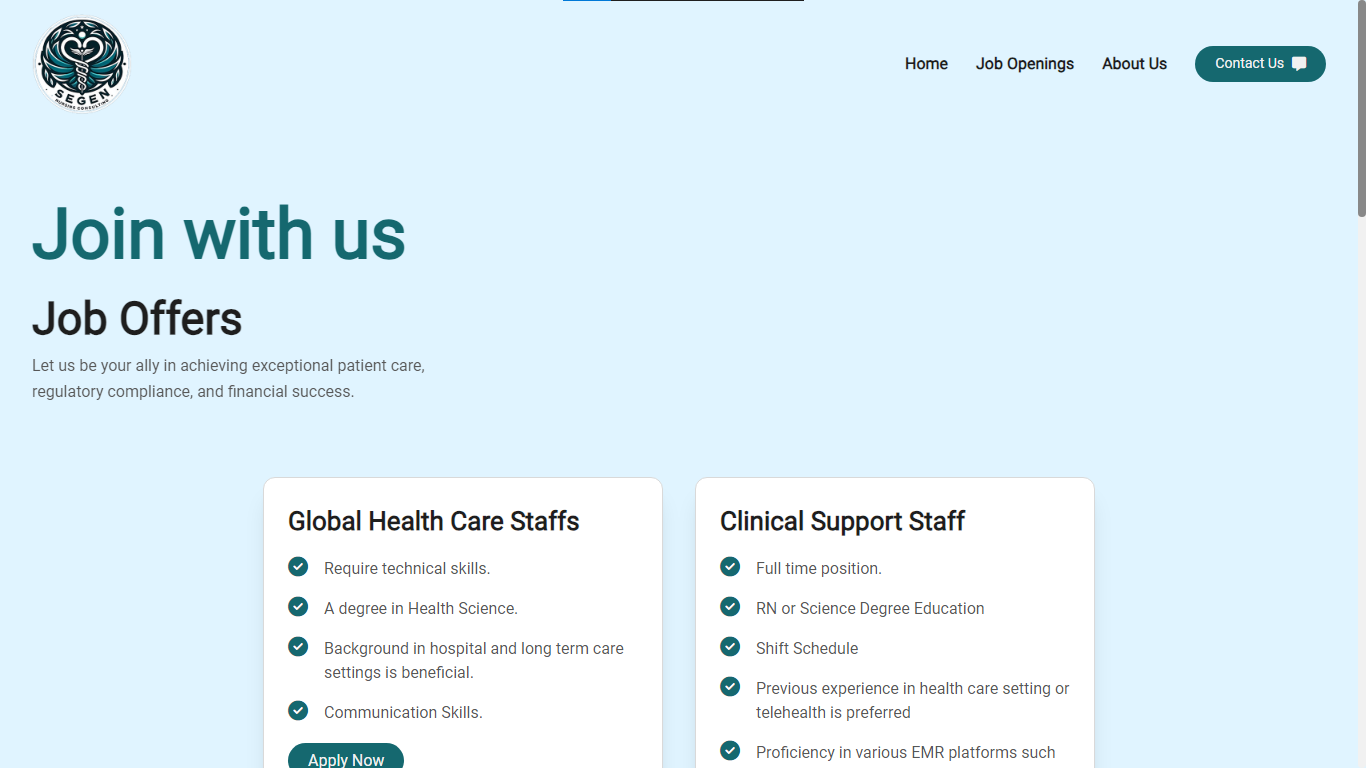 SEGEN
NURSING CONSULTING
Home
Job Openings
About Us
Contact Us
Join with us
Job Offers
Let us be your ally in achieving exceptional patient care,
regulatory compliance, and financial success.
Global Health Care Staffs
Require technical skills.
A degree in Health Science.
Background in hospital and long term care
settings is beneficial.
Communication Skills.
Apply Now
Clinical Support Staff
Full time position.
RN or Science Degree Education
Shift Schedule
Previous experience in health care setting or
telehealth is preferred
Proficiency in various EMR platforms such